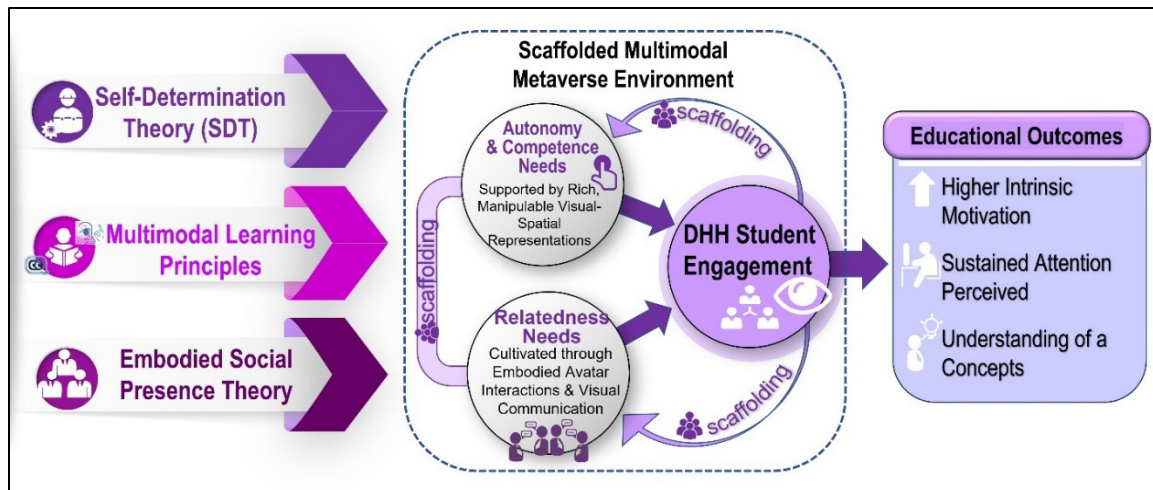 Self-Determination
Theory (SDT)
Multimodal Learning
Principles
Embodied Social
Presence Theory
Scaffolded Multimodal
Metaverse Environment
Autonomy
& Competence
Needs
Supported by Rich,
Manipulable Visual-
Spatial
Representations
scaffolding
scaffolding
Relatedness
Needs
Cultivated through
Embodied Avatar
Interactions & Visual
Communication
scaffolding
DHH Student
Engagement
Educational Outcomes
Higher Intrinsic
Motivation
Sustained Attention
Perceived
Understanding of a
Concepts